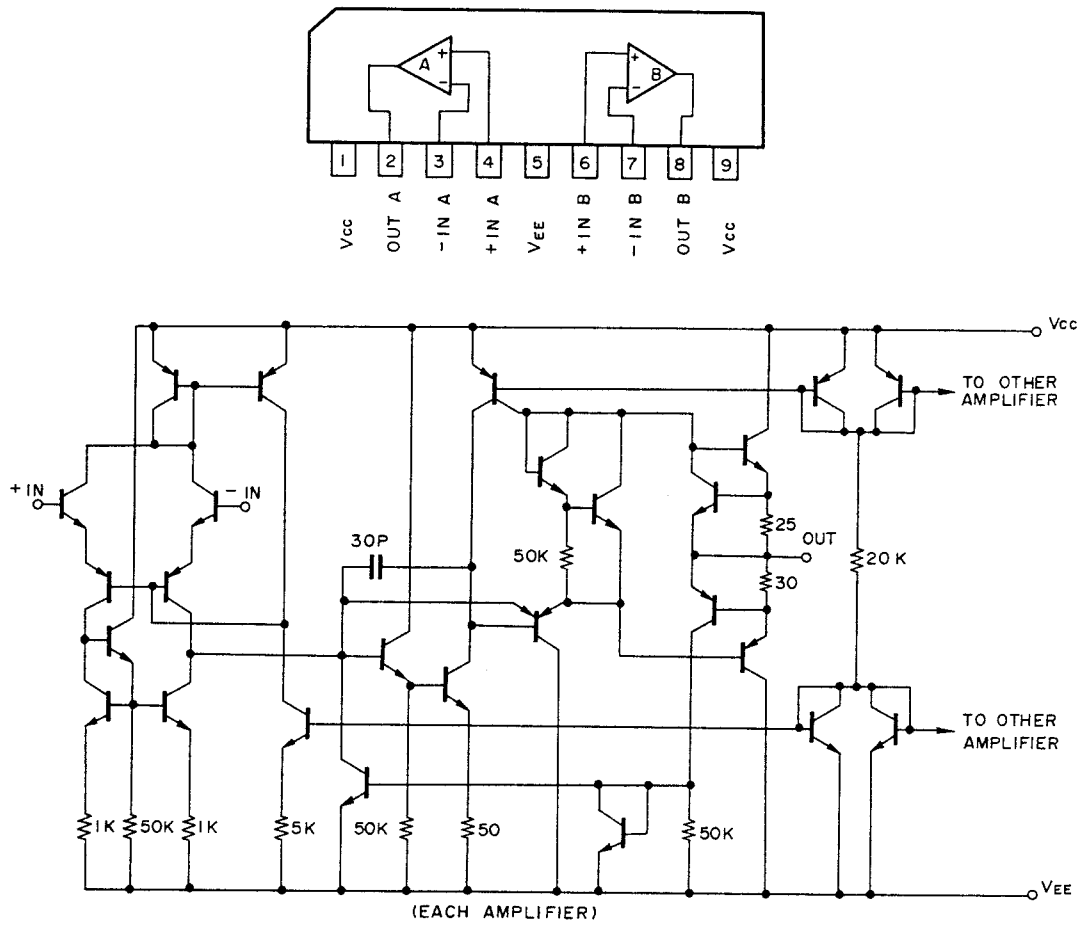 A + -
B + -
1 2 3 4 5 6 7 8 9
Vcc
OUT A
-IN A
+IN A
VEE
+IN B
-IN B
OUT B
Vcc
Vcc
TO OTHER
AMPLIFIER
+IN
-IN
30P
50K
25
OUT
30
20K
TO OTHER
AMPLIFIER
1K
50K
1K
5K
50K
50
50K
VEE
(EACH AMPLIFIER)